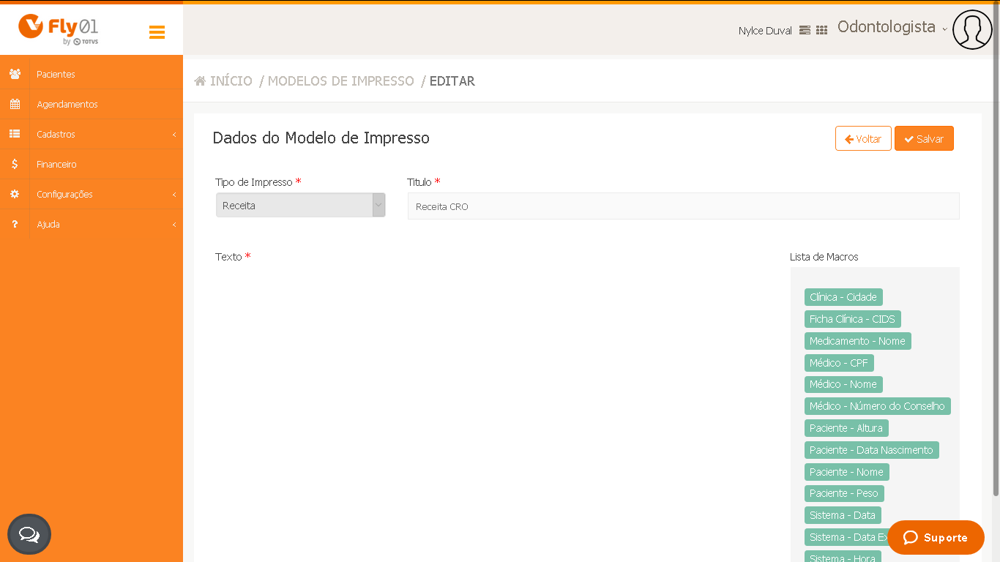 Fly01
by TOTVS
Nylce Duval
Odontologista
INÍCIO / MODELOS DE IMPRESSO / EDITAR
Pacientes
Agendamentos
Cadastros
Financeiro
Configurações
Ajuda
Dados do Modelo de Impresso
Voltar
Salvar
Tipo de Impresso *
Titulo *
Receita
Receita CRO
Texto *
Lista de Macros
Clínica - Cidade
Ficha Clínica - CIDS
Medicamento - Nome
Médico - CPF
Médico - Nome
Médico - Número do Conselho
Paciente - Altura
Paciente - Data Nascimento
Paciente - Nome
Paciente - Peso
Sistema - Data
Sistema - Data
Sistema - Hora
Suporte